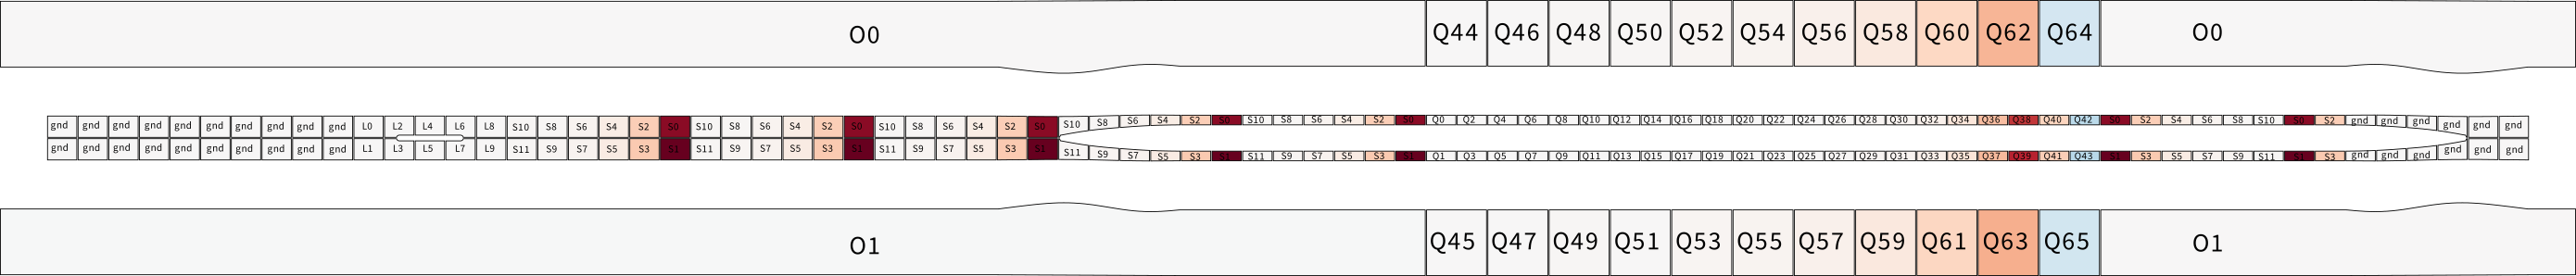 O0 Q44 Q46 Q48 Q50 Q52 Q54 Q56 Q58 Q60 Q62 Q64 O0
gnd gnd gnd gnd gnd gnd gnd gnd gnd gnd L0 L2 L4 L6 L8 S10 S8 S6 S4 S2 S0 S10 S8 S6 S4 S2 S0 S10 S8 S6 S4 S2 S0 S10 S8 S6 S4 S2 S0 S10 S8 S6 S4 S2 S0 Q0 Q2 Q4 Q6 Q8 Q10 Q12 Q14 Q16 Q18 Q20 Q22 Q24 Q26 Q28 Q30 Q32 Q34 Q36 Q38 Q40 Q42 S0 S2 S4 S6 S8 S10 S0 S2 gnd gnd gnd gnd gnd gnd
gnd gnd gnd gnd gnd gnd gnd gnd gnd gnd L1 L3 L5 L7 L9 S11 S9 S7 S5 S3 S1 S11 S9 S7 S5 S3 S1 S11 S9 S7 S5 S3 S1 S11 S9 S7 S5 S3 S1 S11 S9 S7 S5 S3 S1 Q1 Q3 Q5 Q7 Q9 Q11 Q13 Q15 Q17 Q19 Q21 Q23 Q25 Q27 Q29 Q31 Q33 Q35 Q37 Q39 Q41 Q43 S1 S3 S5 S7 S9 S11 S1 S3 gnd gnd gnd gnd gnd gnd
O1 Q45 Q47 Q49 Q51 Q53 Q55 Q57 Q59 Q61 Q63 Q65 O1